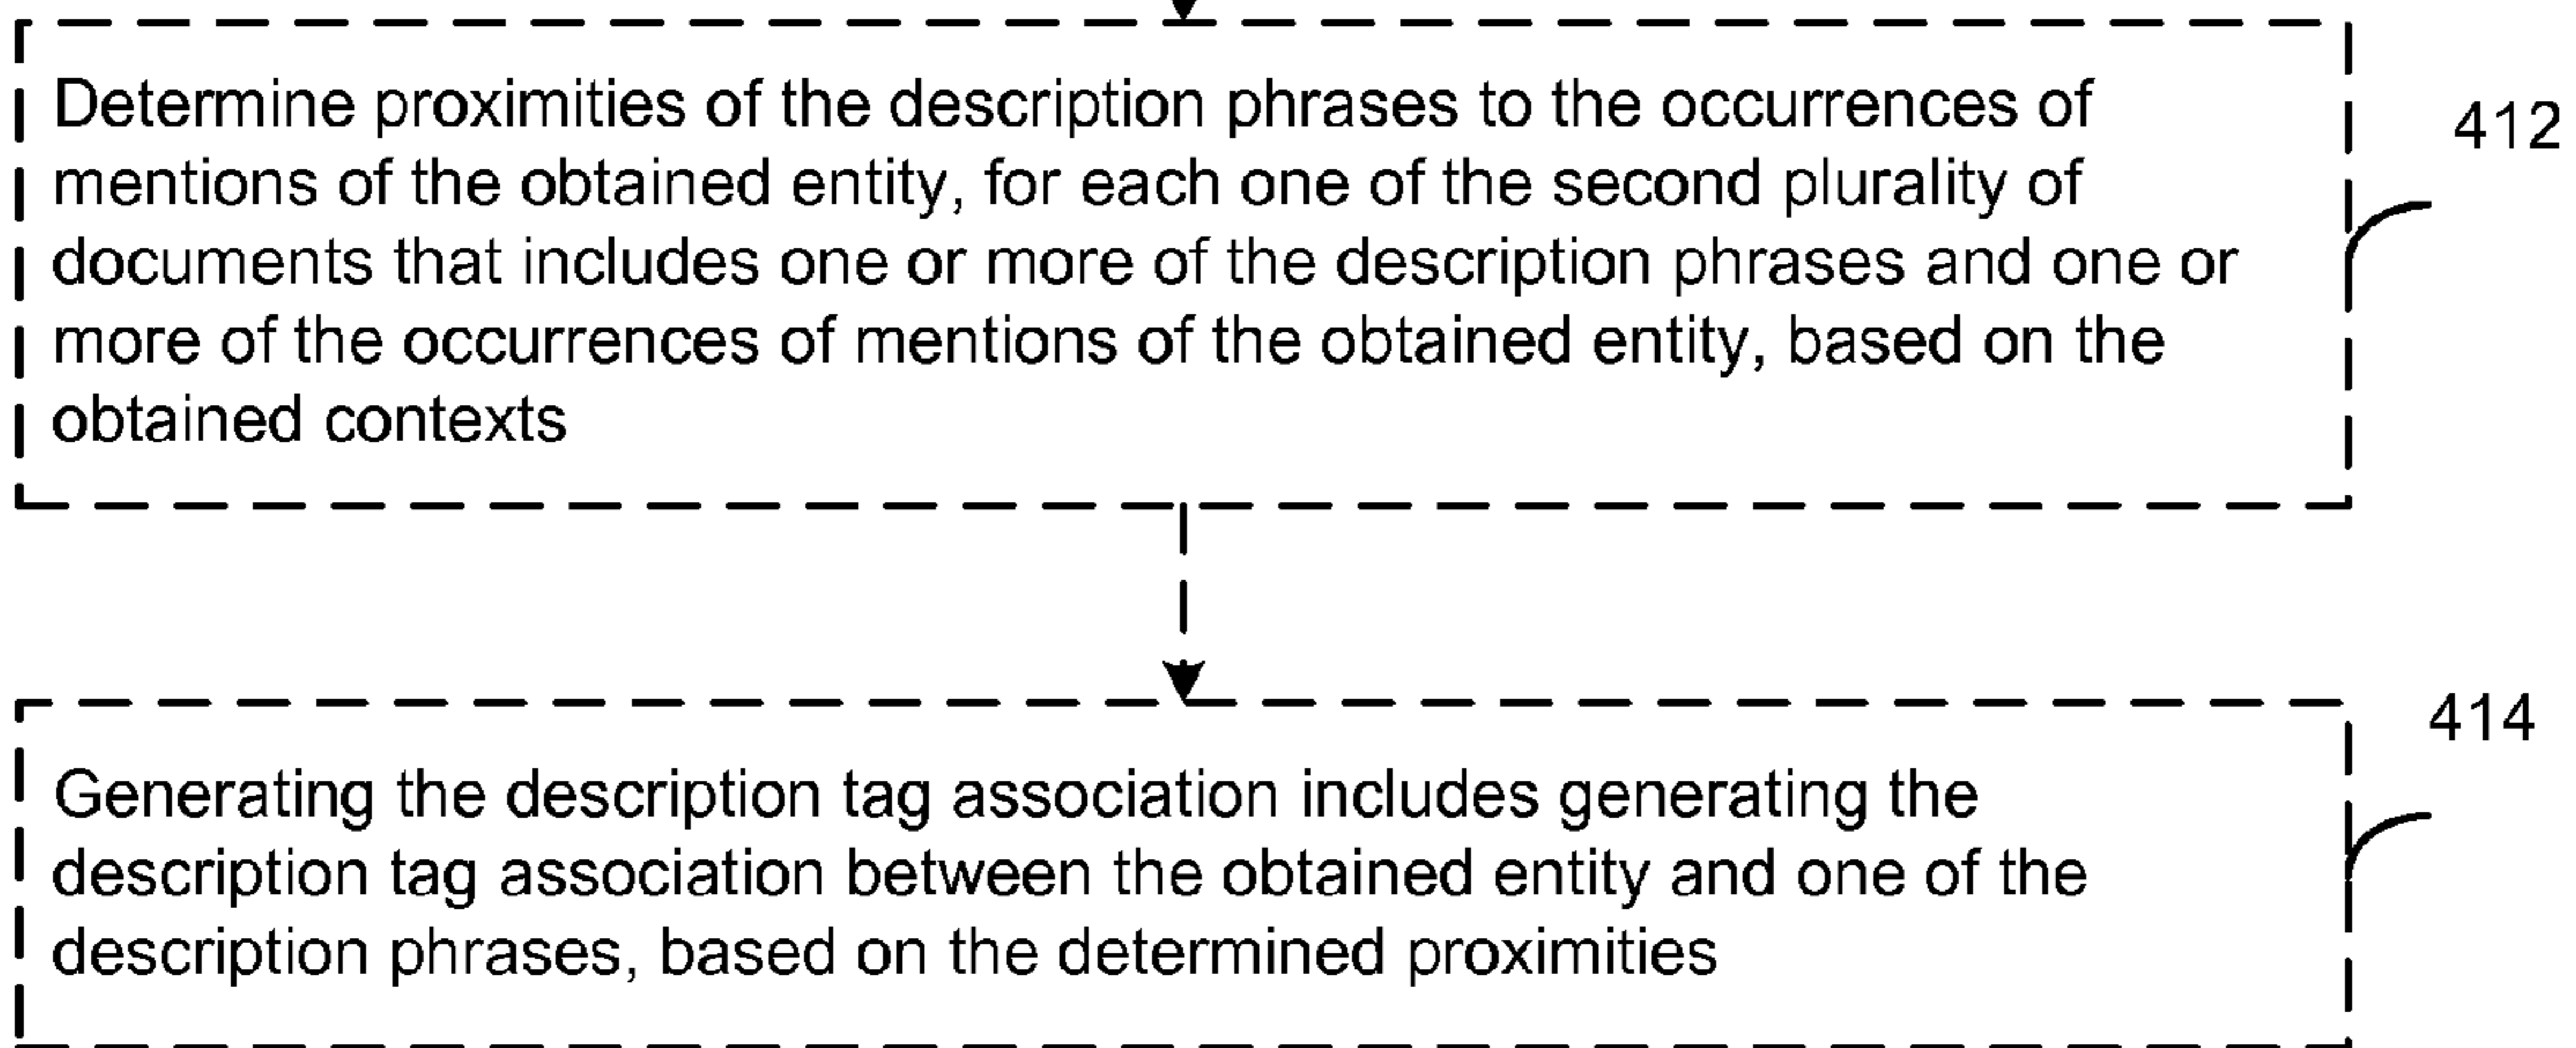 Determine proximities of the description phrases to the occurrences of
412
mentions of the obtained entity, for each one of the second plurality of
documents that includes one or more of the description phrases and one or
more of the occurrences of mentions of the obtained entity, based on the
obtained contexts
414
Generating the description tag association includes generating the
description tag association between the obtained entity and one of the
description phrases, based on the determined proximities